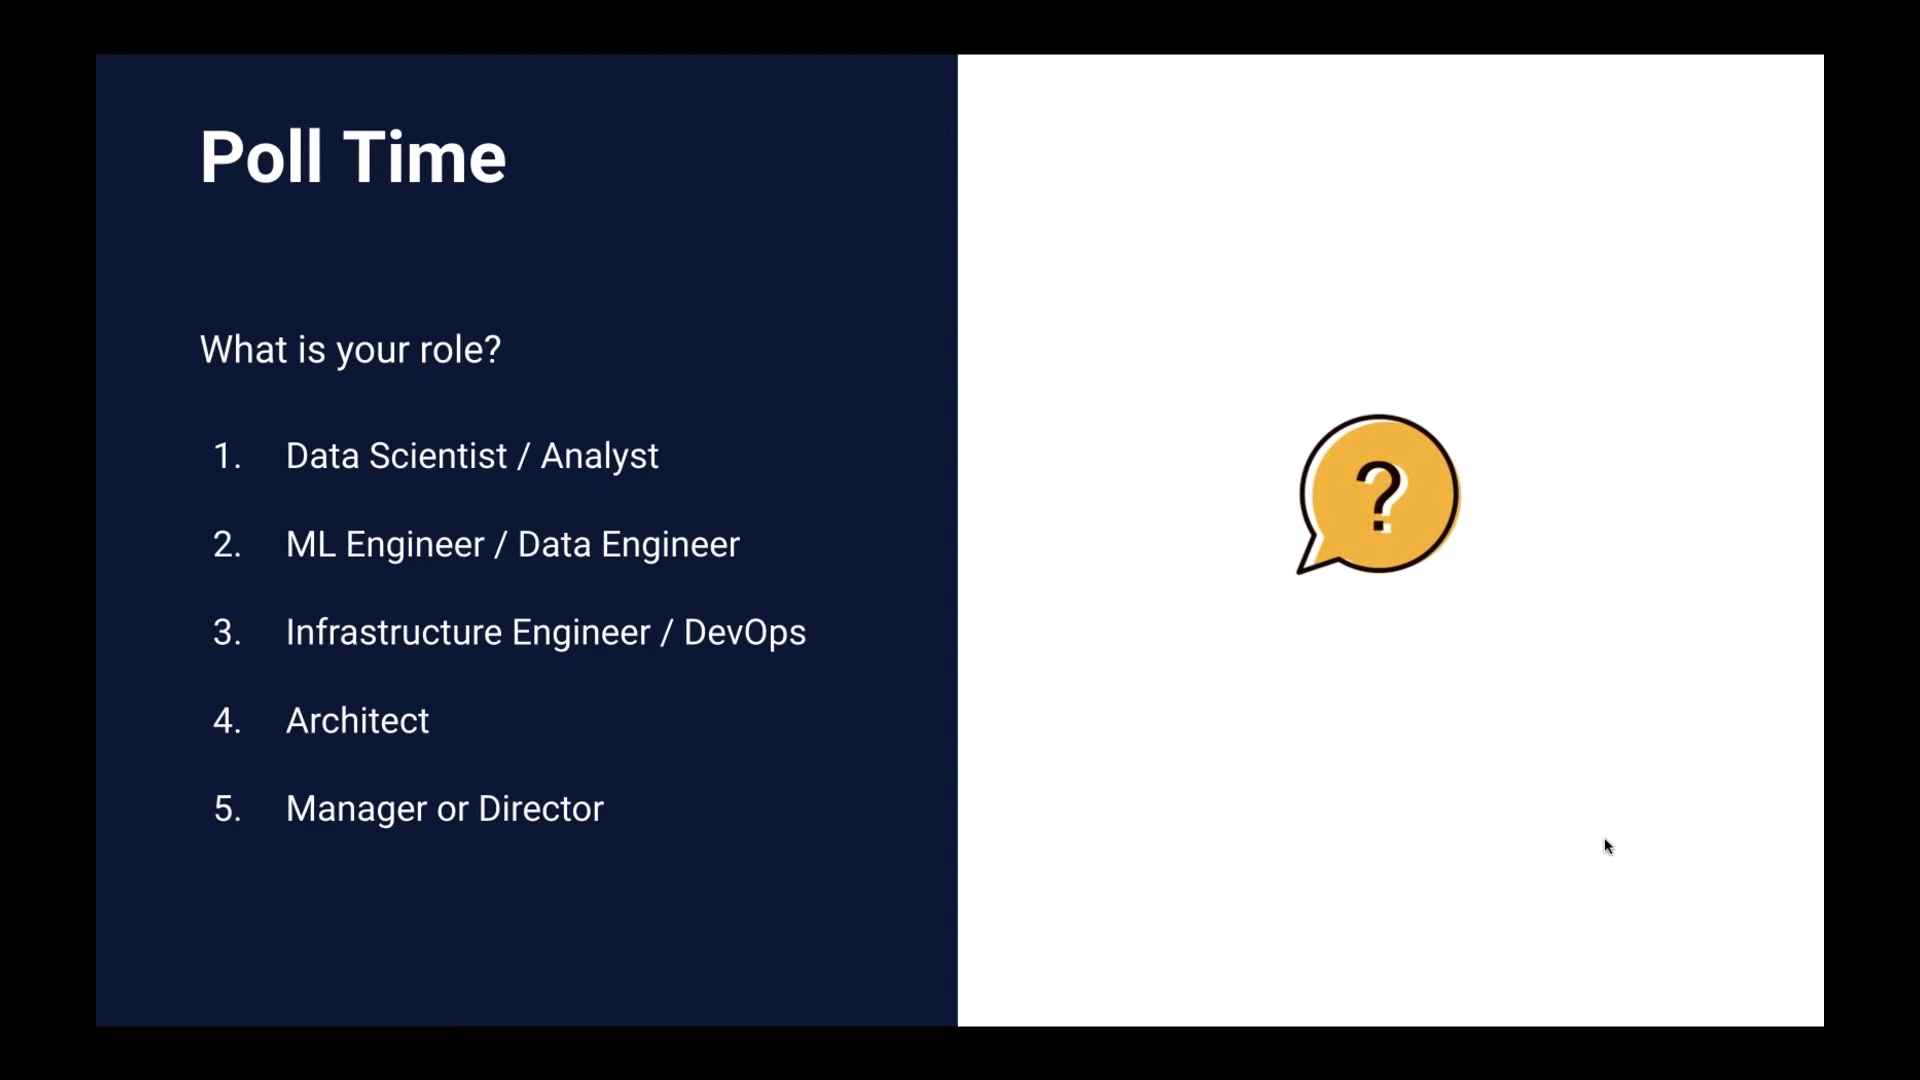 Poll Time
What is your role?
1. Data Scientist / Analyst
2. ML Engineer / Data Engineer
3. Infrastructure Engineer / DevOps
4. Architect
5. Manager or Director
?